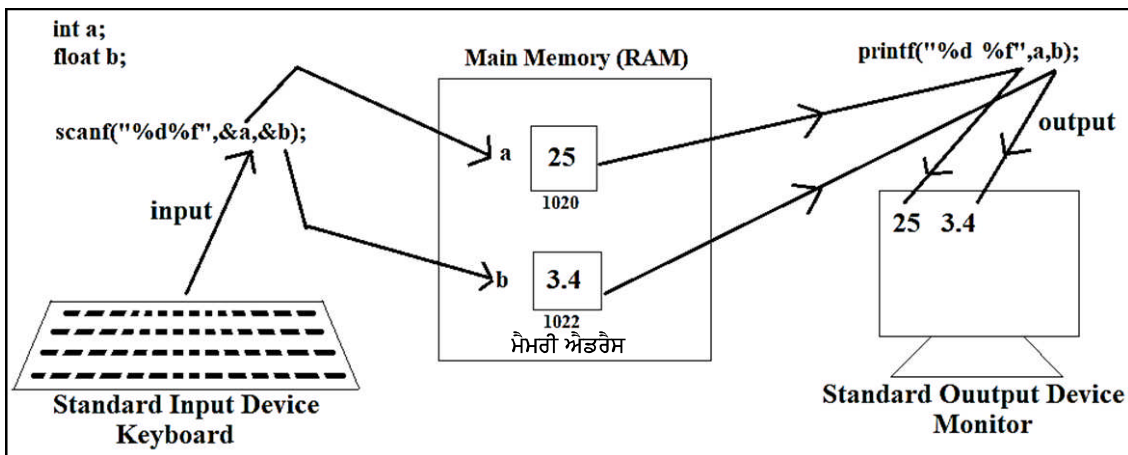 int a;
float b;
scanf("%d%f",&a,&b);
input
Standard Input Device
Keyboard
Main Memory (RAM)
a
25
1020
b
3.4
1022
ਮੈਮਰੀ ਐਡਰੈਸ
printf("%d %f",a,b);
output
25 3.4
Standard Ouutput Device
Monitor